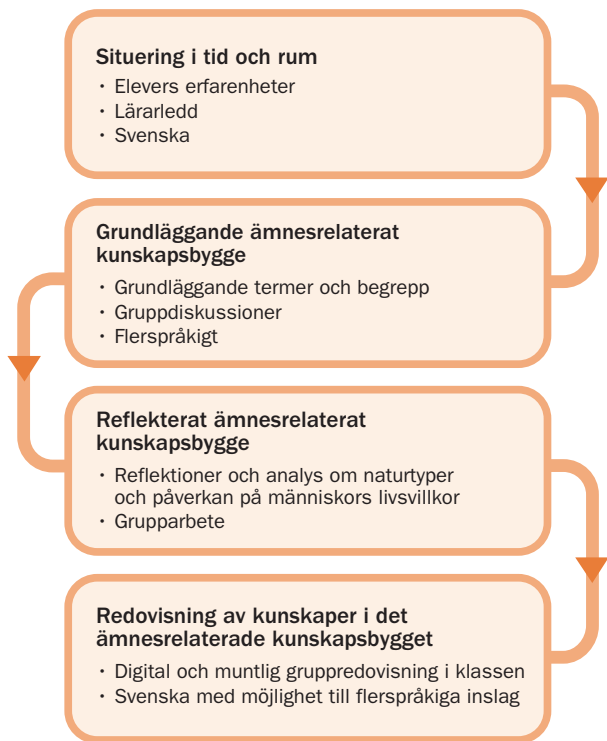 Situering i tid och rum
· Elevers erfarenheter
· Lärarledd
· Svenska
Grundläggande ämnesrelaterat
kunskapsbygge
· Grundläggande termer och begrepp
· Gruppdiskussioner
· Flerspråkigt
Reflekterat ämnesrelaterat
kunskapsbygge
· Reflektioner och analys om naturtyper
och påverkan på människors livsvillkor
· Grupparbete
Redovisning av kunskaper i det
ämnesrelaterade kunskapsbygget
· Digital och muntlig gruppredovisning i klassen
· Svenska med möjlighet till flerspråkiga inslag